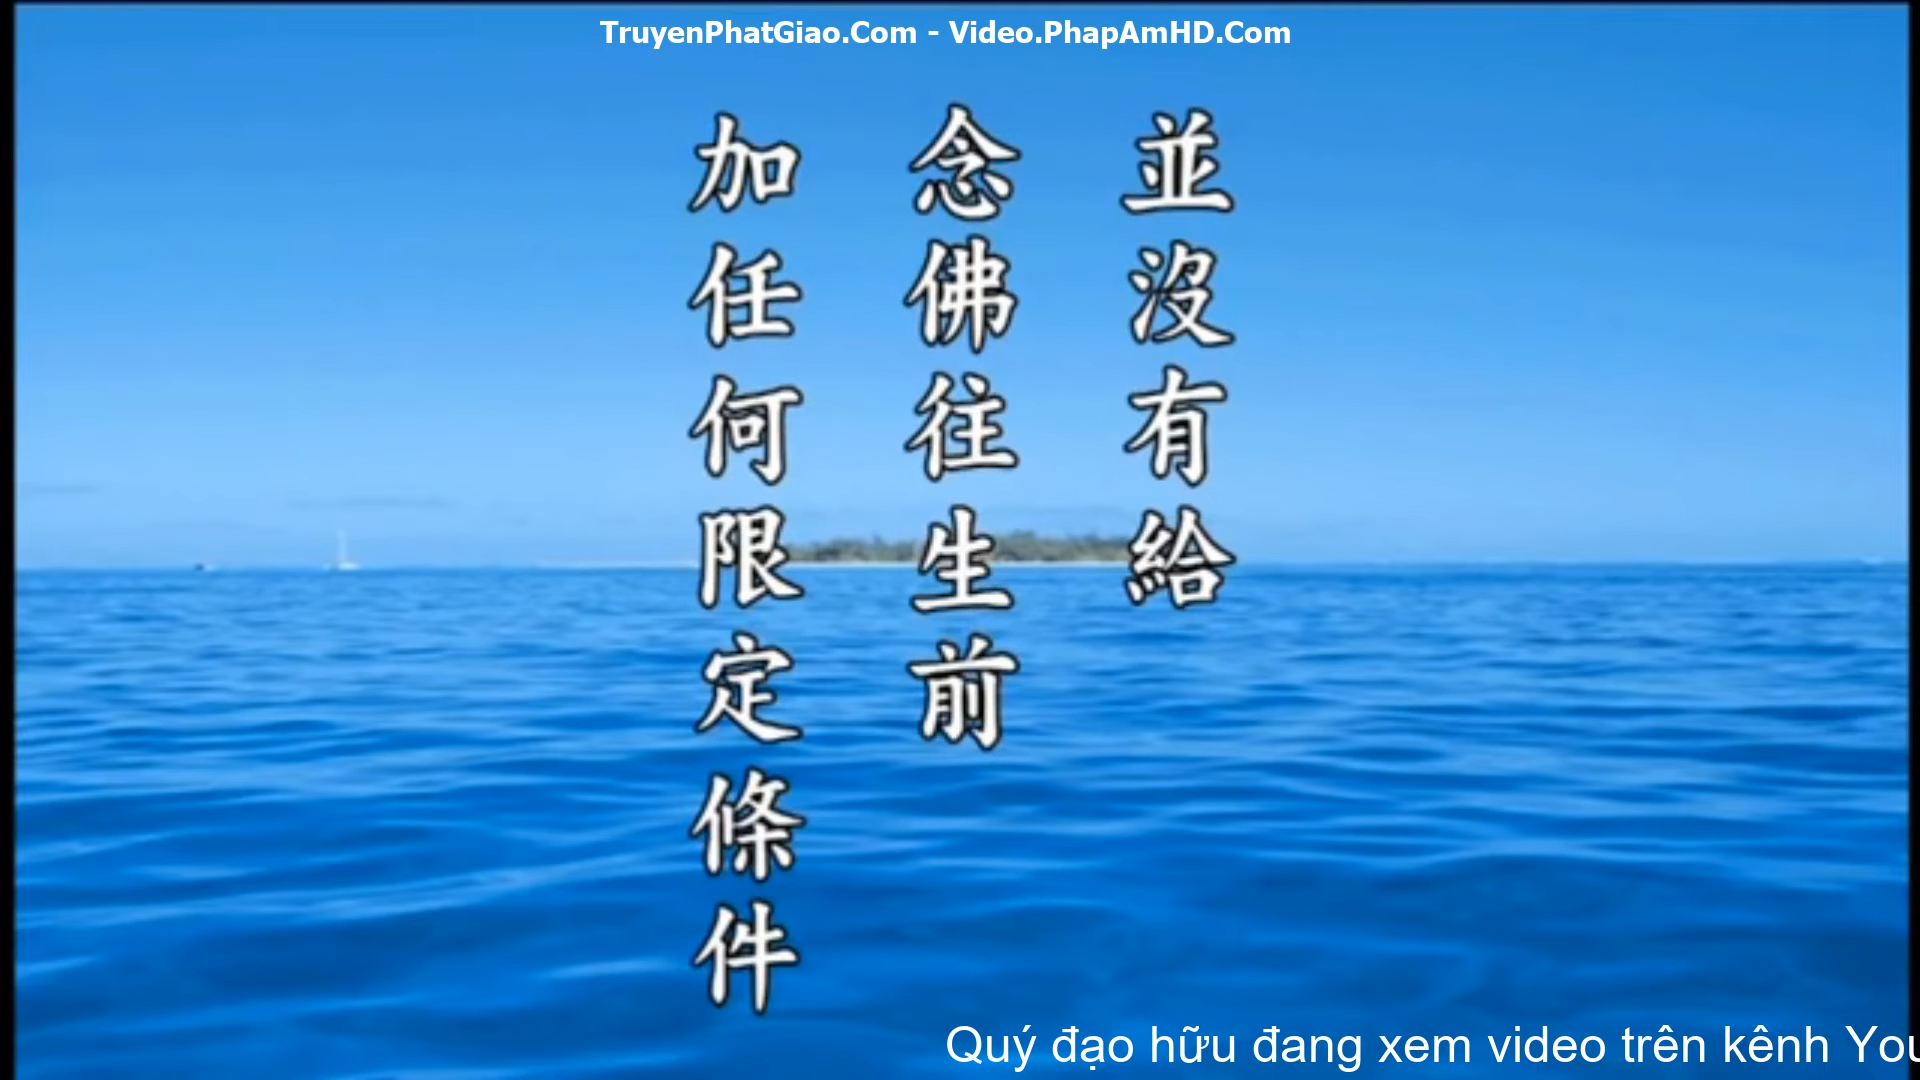 TruyenPhatGiao.Com - Video.PhapAmHD.Com
並沒有給
念佛往生前
加任何限定條件
Quý đạo hữu đang xem video trên kênh You